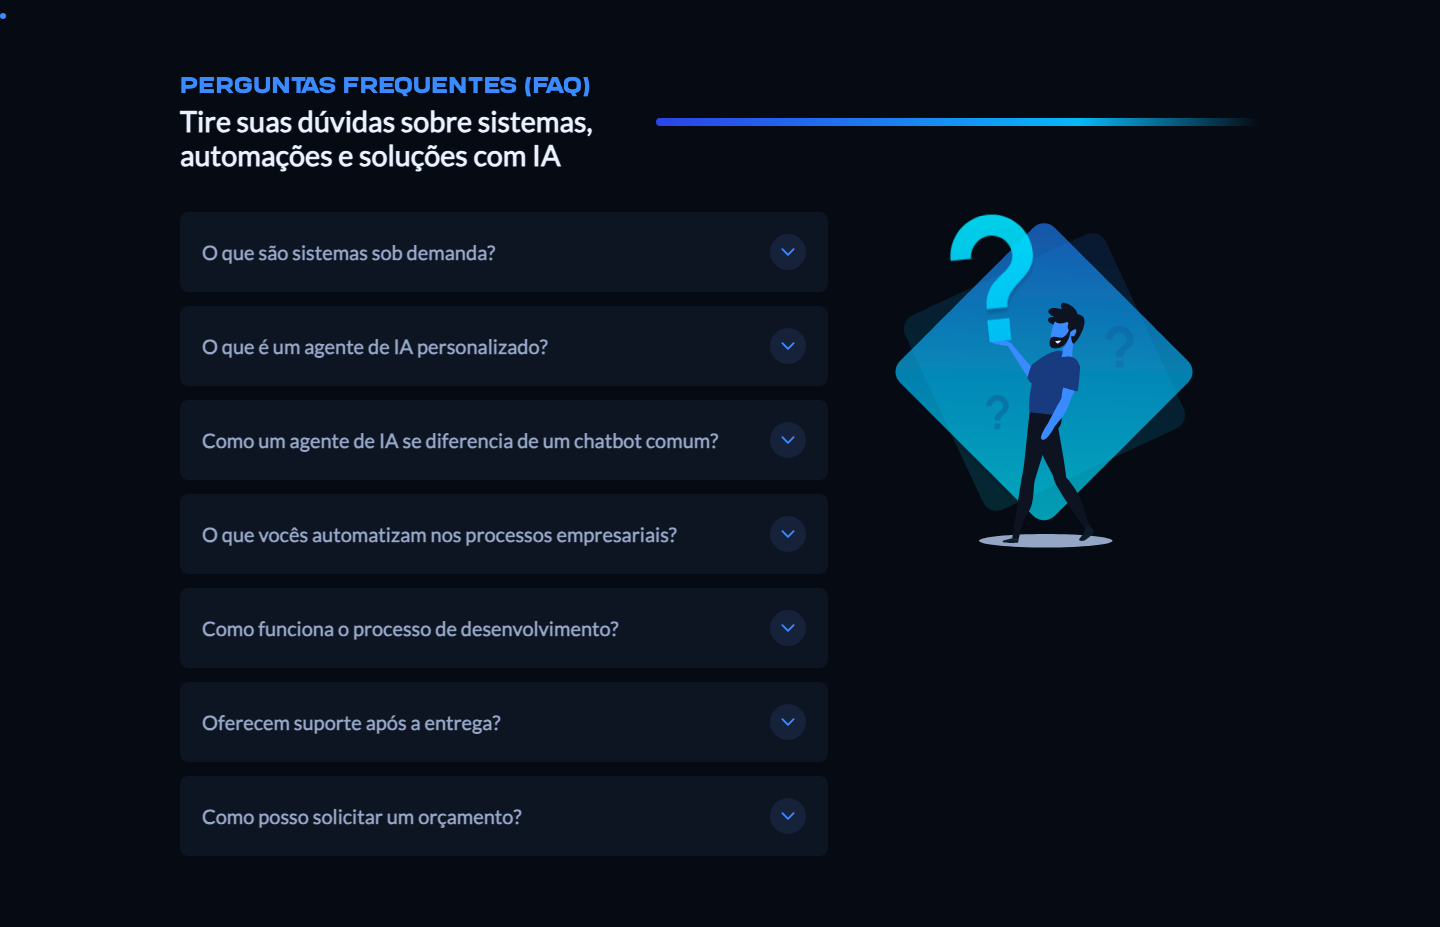 PERGUNTAS FREQUENTES (FAQ)
Tire suas dúvidas sobre sistemas,
automações e soluções com IA
O que são sistemas sob demanda?
O que é um agente de IA personalizado?
Como um agente de IA se diferencia de um chatbot comum?
O que vocês automatizam nos processos empresariais?
Como funciona o processo de desenvolvimento?
Oferecem suporte após a entrega?
Como posso solicitar um orçamento?
?
?
?